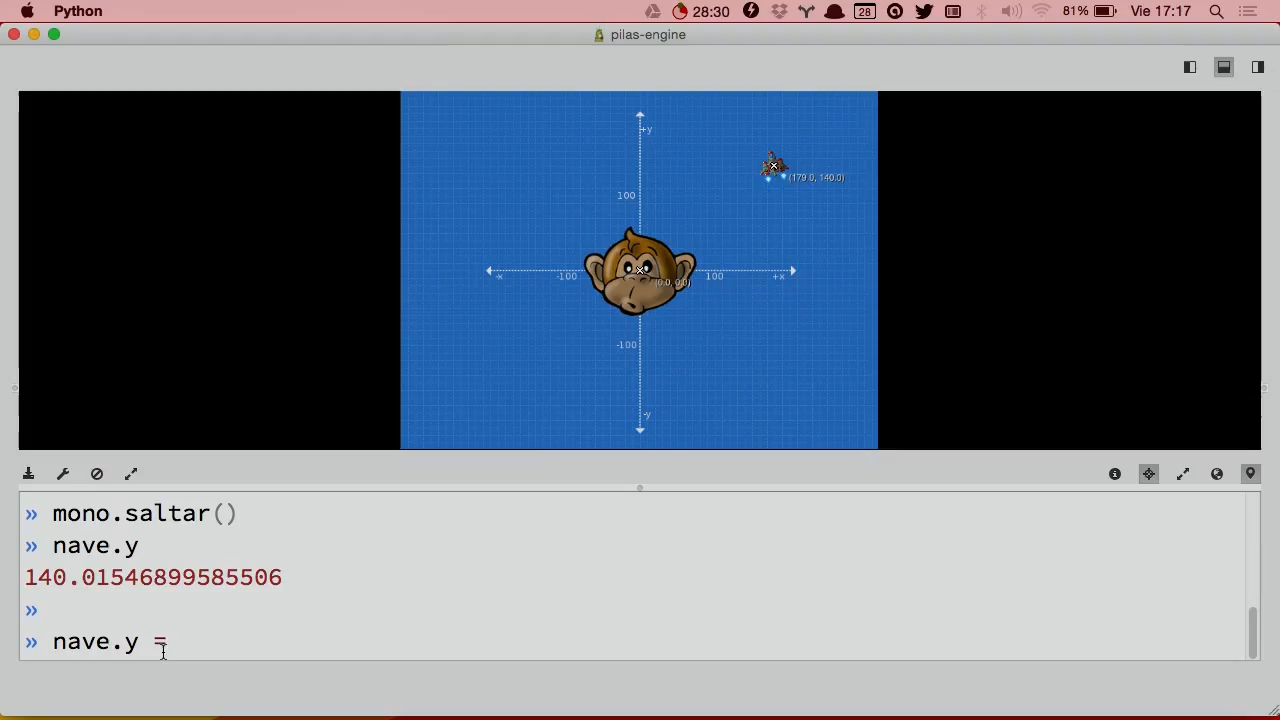 Python 28:30 28 81% Vie 17:17
pilas-engine
+y
(179.0, 140.0)
100
-x -100 100 +x
(0.0, 0.0)
-100
-y
» mono.saltar()
» nave.y
140.01546899585506
»
» nave.y =